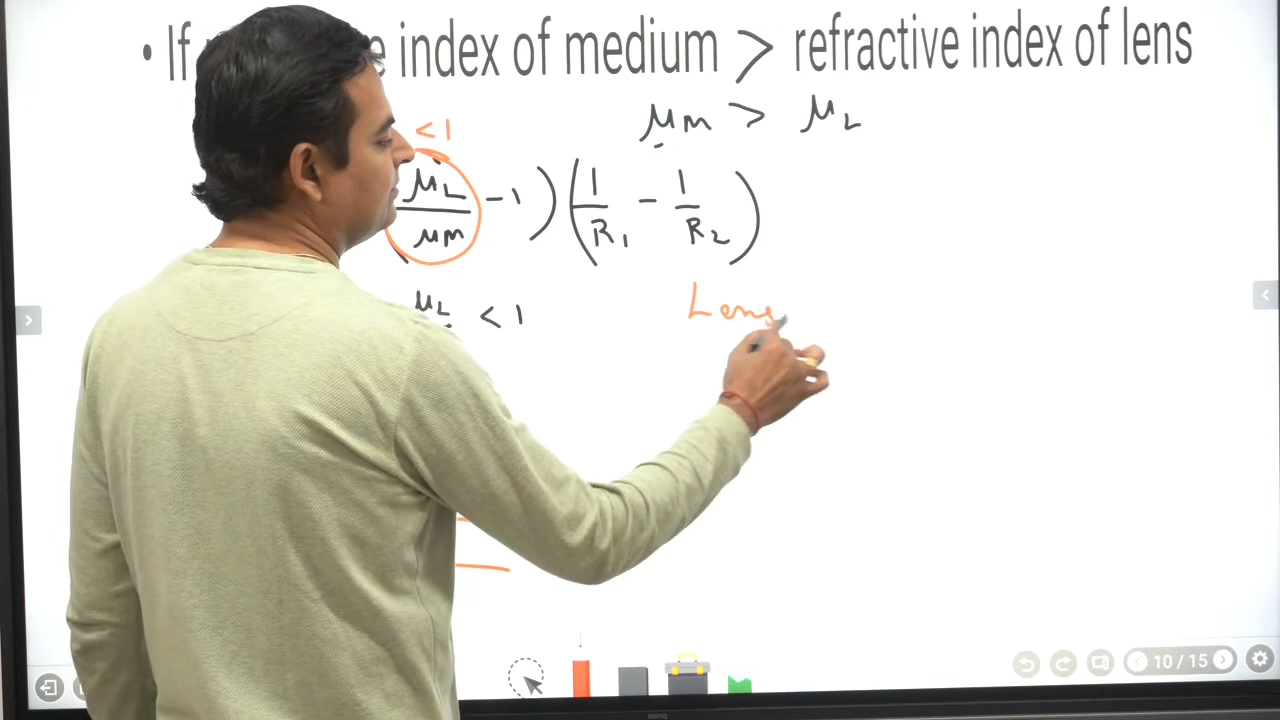 • If e index of medium > refractive index of lens
μm > μL
< 1
μL/μm - 1) (1/R1 - 1/R2)
μL < 1
Lens
10 / 15
BenQ